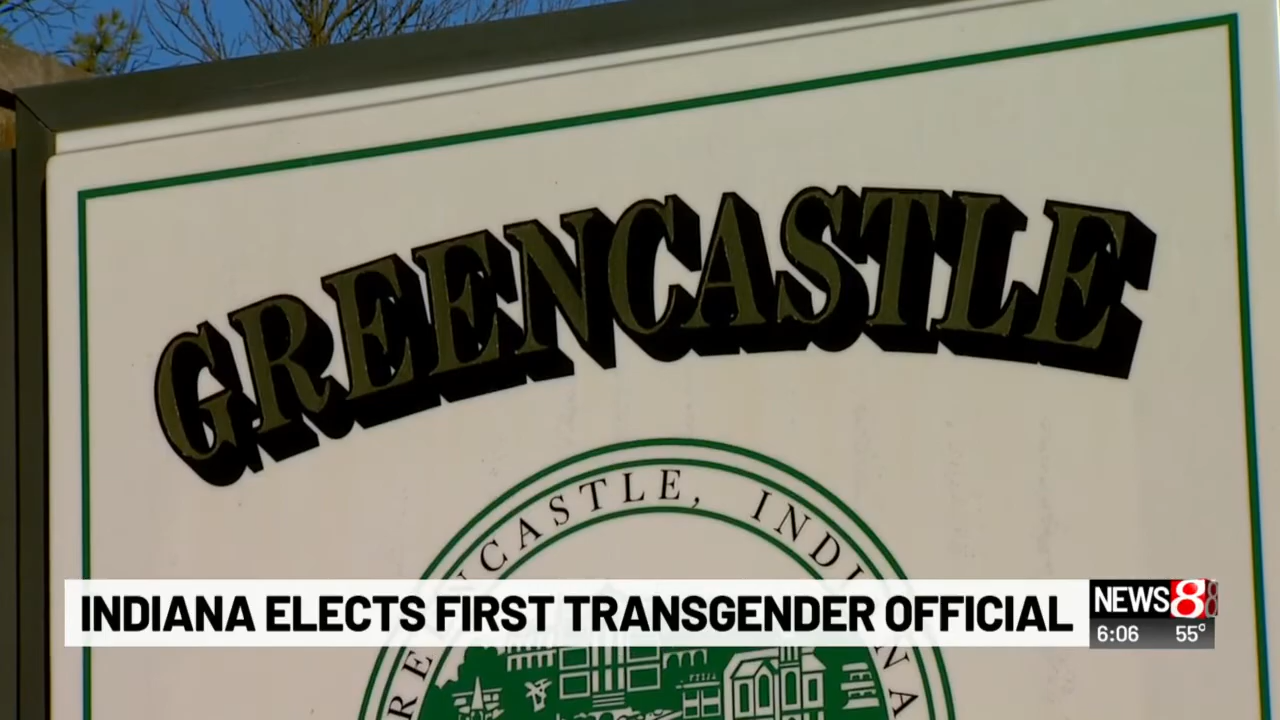 GREENCASTLE
GREENCASTLE, INDIANA
INDIANA ELECTS FIRST TRANSGENDER OFFICIAL
NEWS 8
6:06 55°